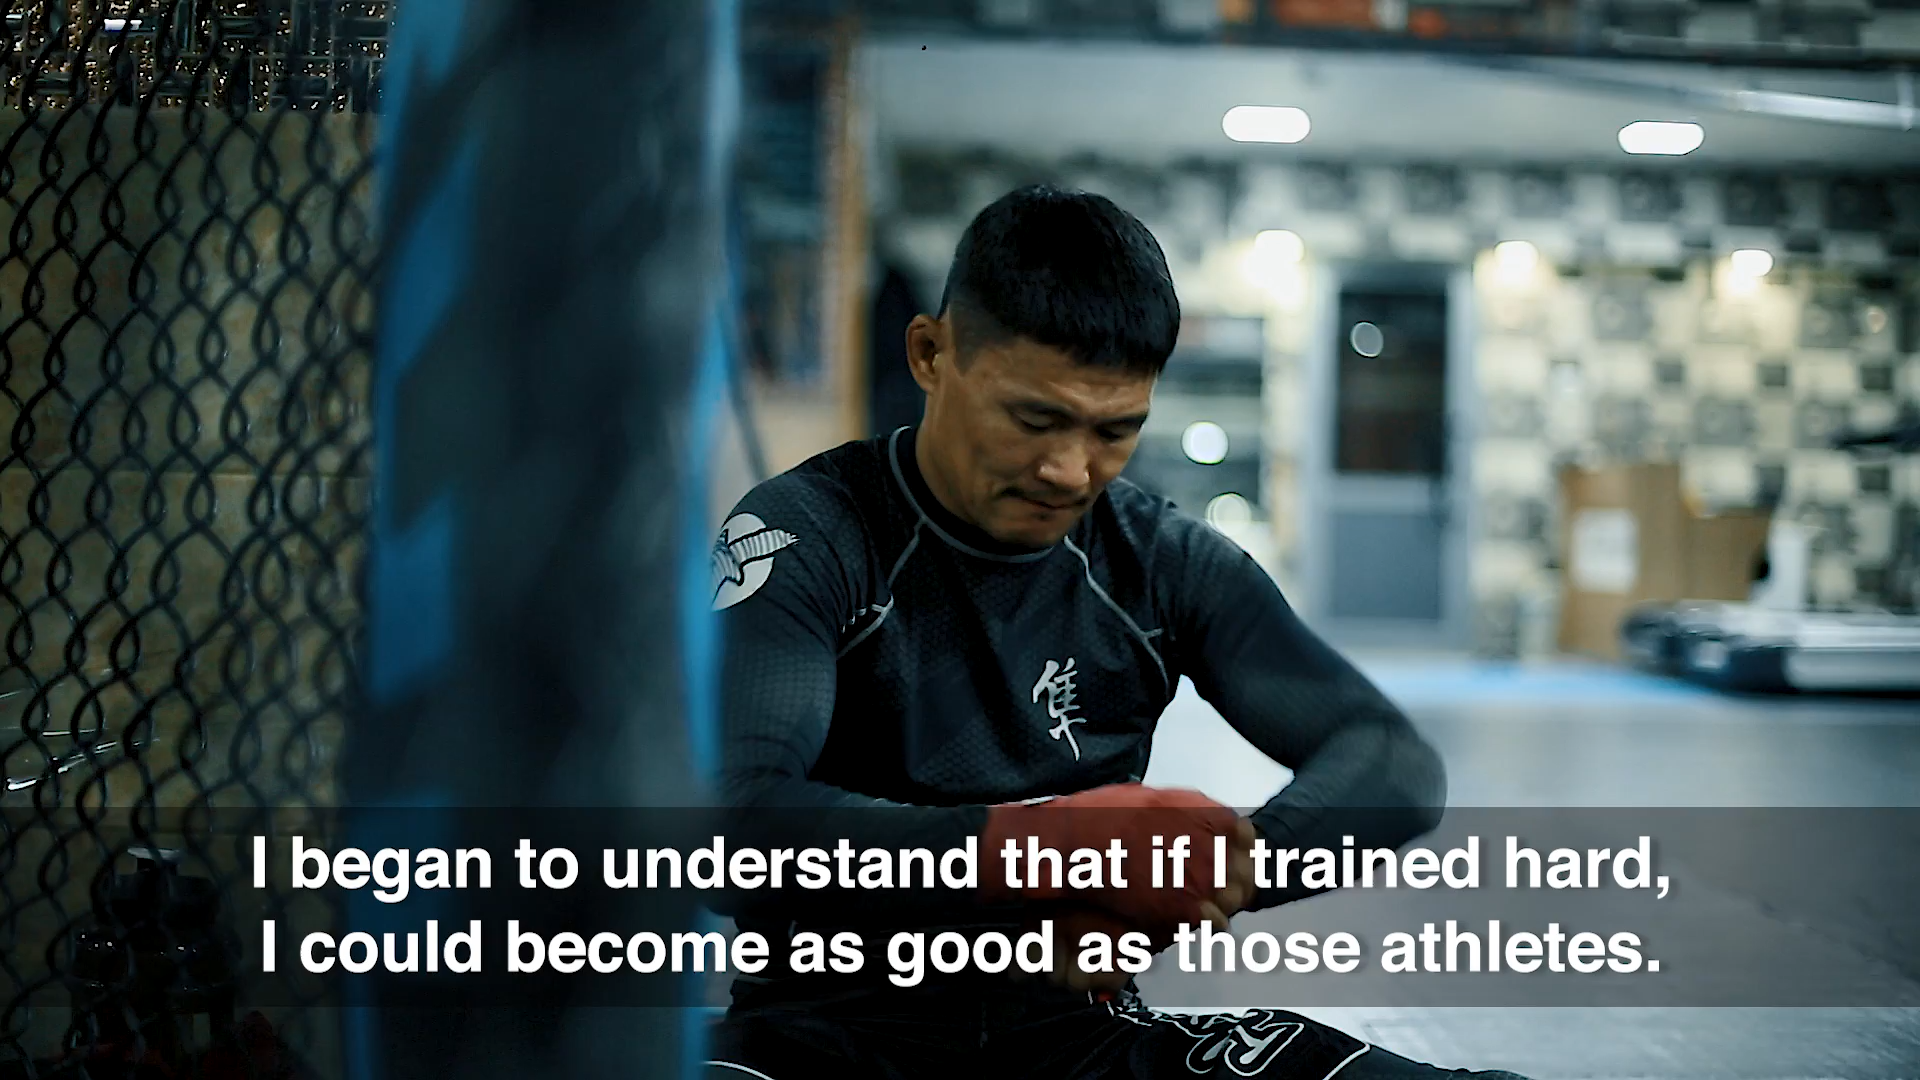 隼
I began to understand that if I trained hard,
I could become as good as those athletes.